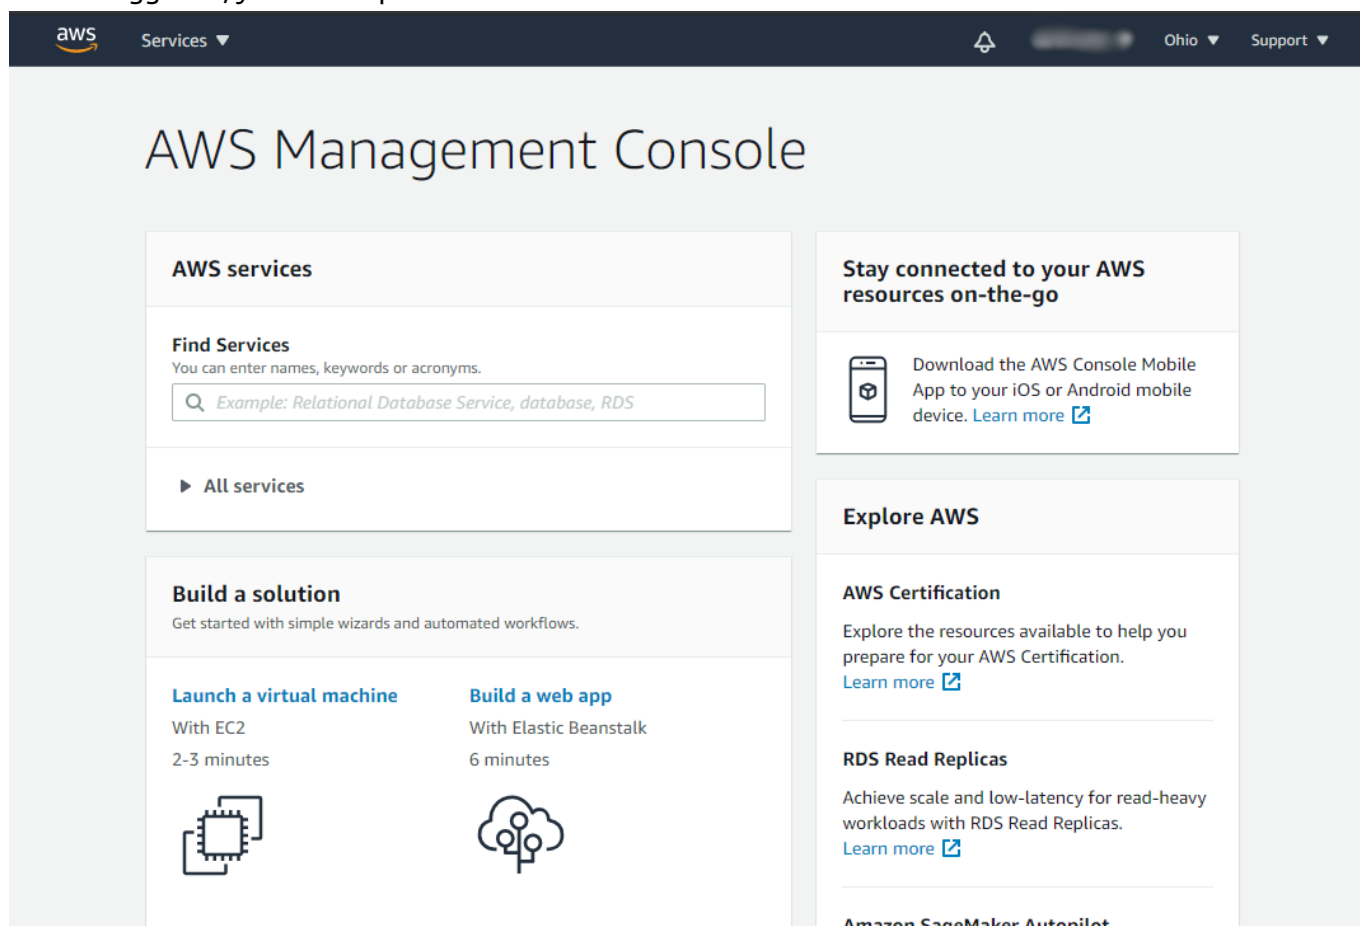 aws
Services
Ohio
Support
AWS Management Console
AWS services
Find Services
You can enter names, keywords or acronyms.
Example: Relational Database Service, database, RDS
All services
Build a solution
Get started with simple wizards and automated workflows.
Launch a virtual machine
With EC2
2-3 minutes
Build a web app
With Elastic Beanstalk
6 minutes
Stay connected to your AWS
resources on-the-go
Download the AWS Console Mobile
App to your iOS or Android mobile
device. Learn more
Explore AWS
AWS Certification
Explore the resources available to help you
prepare for your AWS Certification.
Learn more
RDS Read Replicas
Achieve scale and low-latency for read-heavy
workloads with RDS Read Replicas.
Learn more
Amazon SageMaker Autopilot